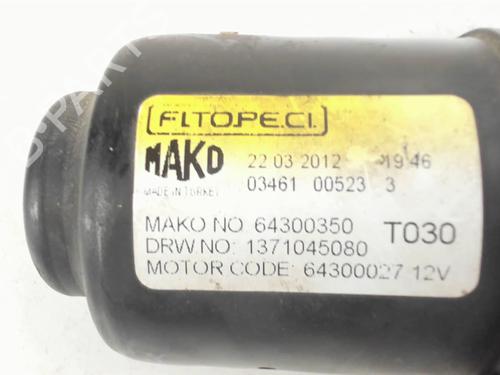 F.I.TO.PE.C.I.
MAKO 22 03 2012 19:46
MADE IN TURKEY 03461 00523 3
MAKO NO 64300350 T030
DRW NO: 1371045080
MOTOR CODE: 64300027 12V